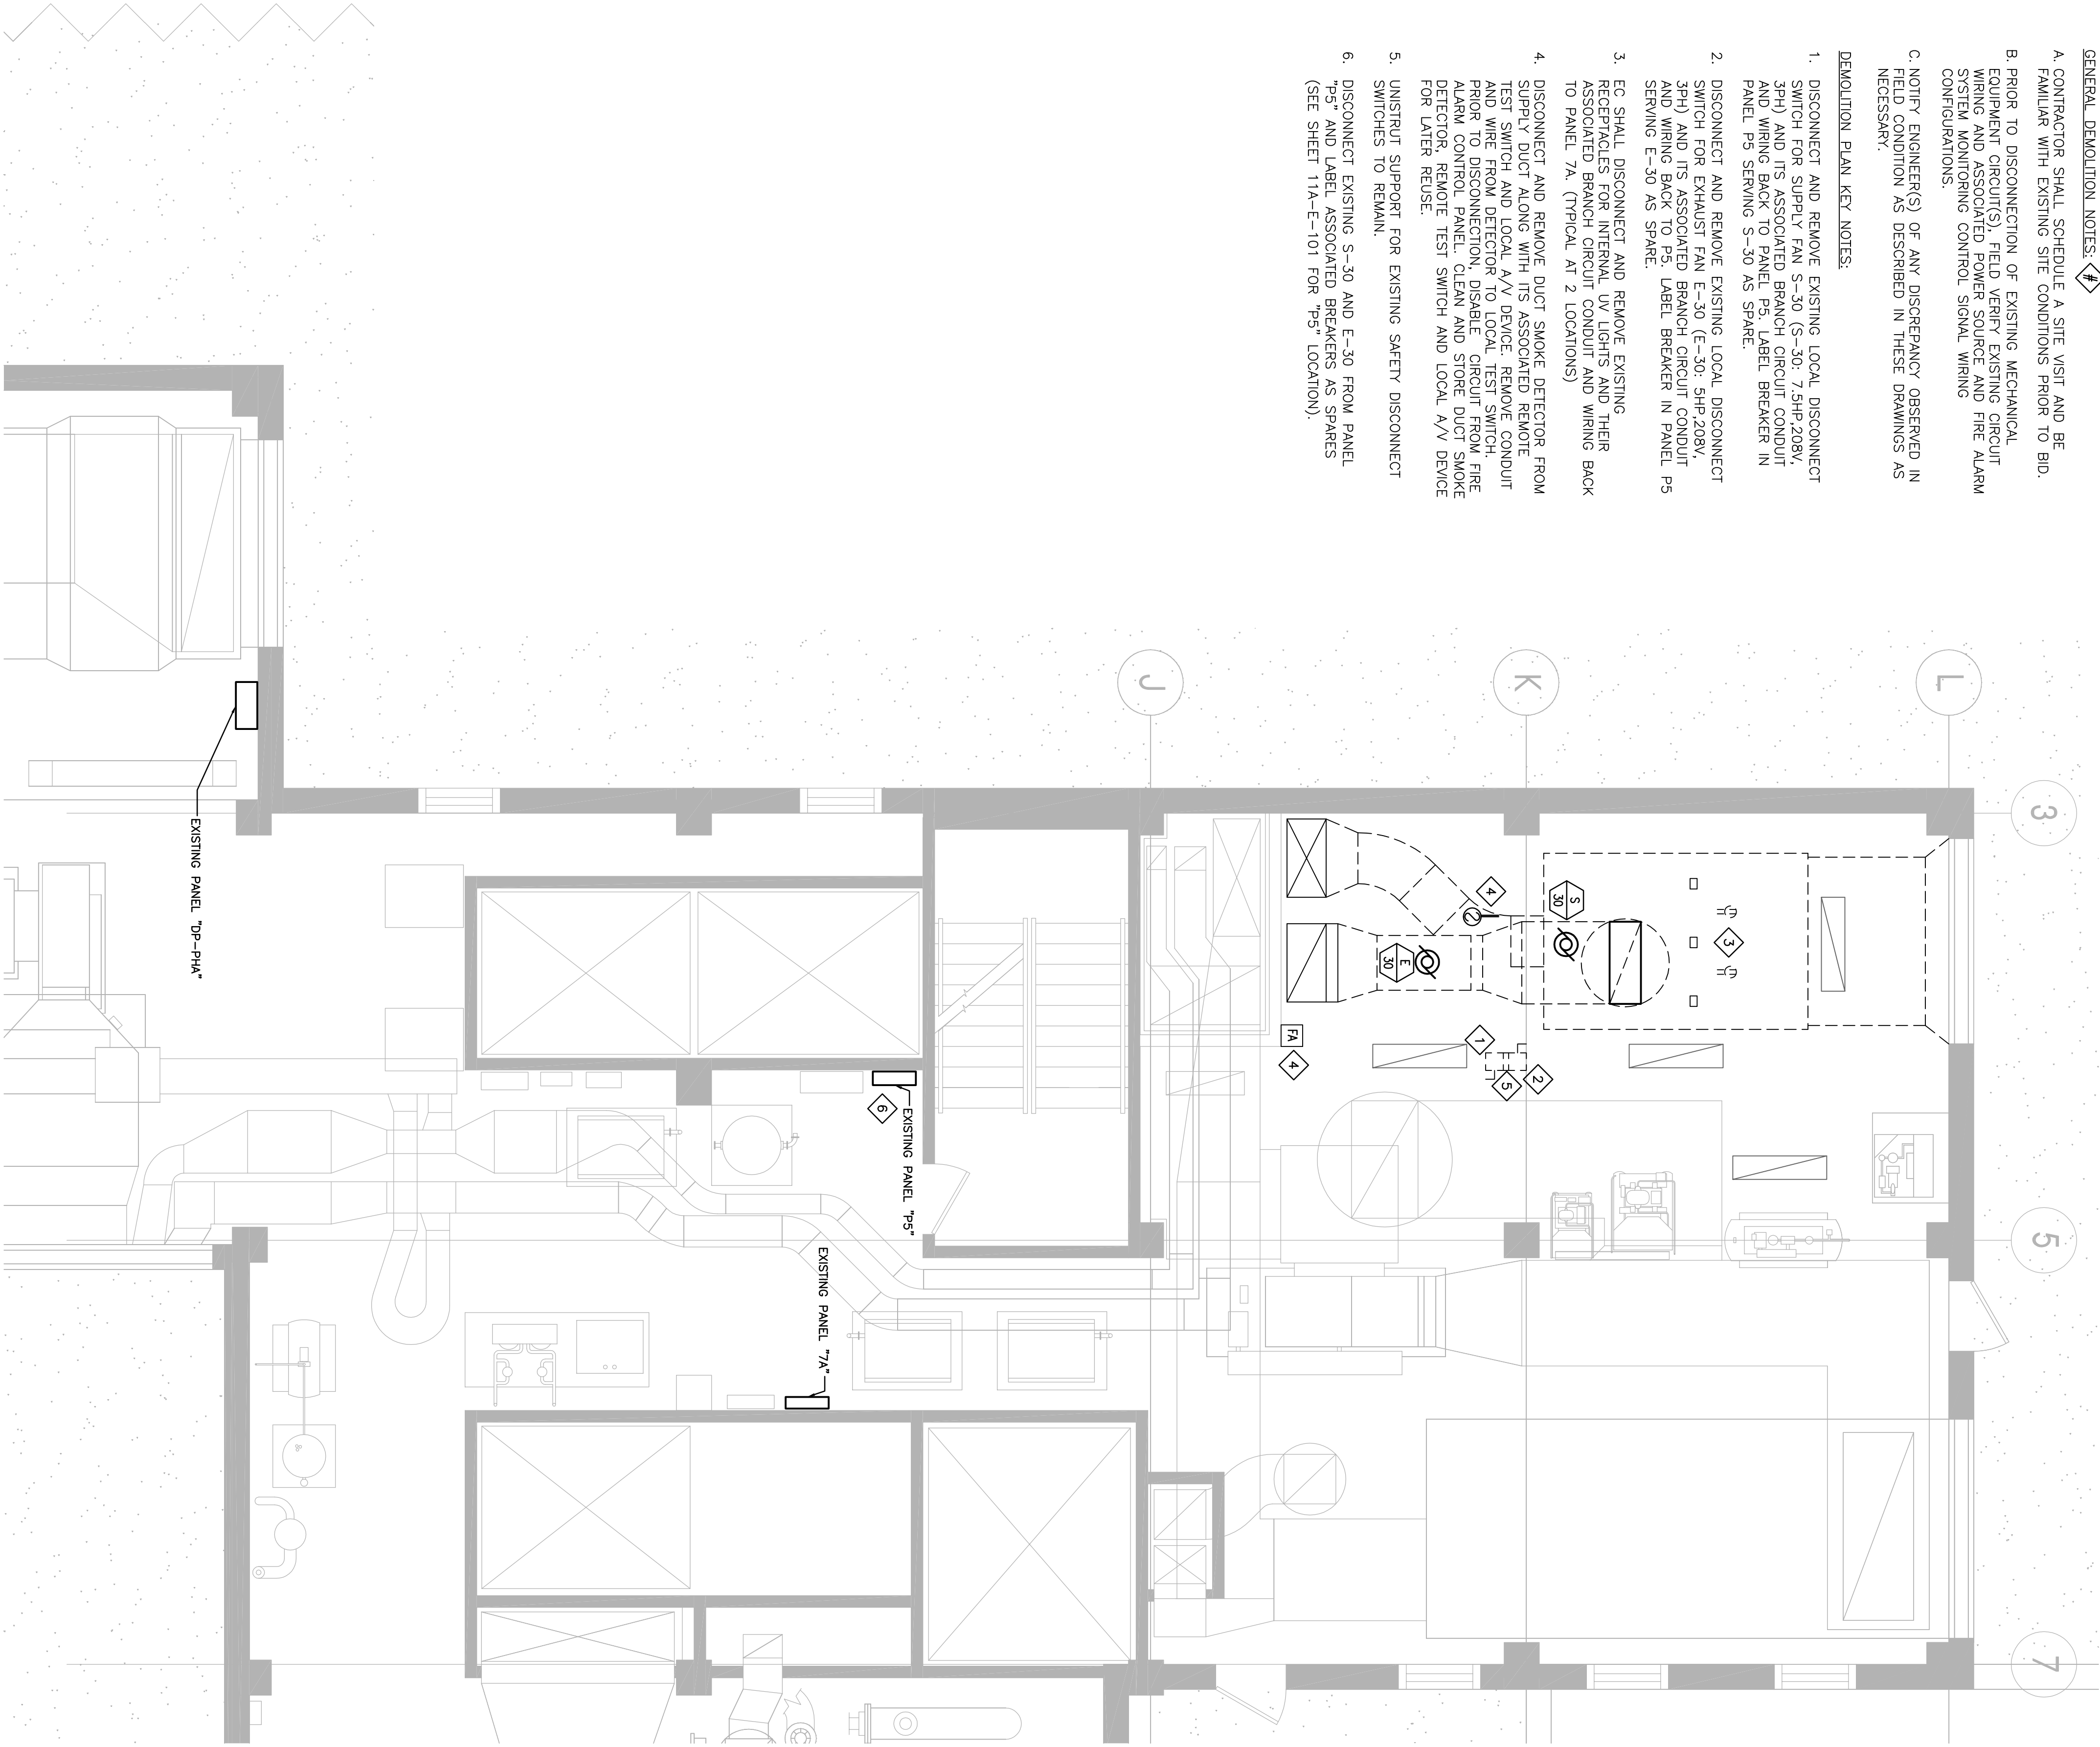 GENERAL DEMOLITION NOTES: #
A. CONTRACTOR SHALL SCHEDULE A SITE VISIT AND BE
FAMILIAR WITH EXISTING SITE CONDITIONS PRIOR TO BID.
B. PRIOR TO DISCONNECTION OF EXISTING MECHANICAL
EQUIPMENT CIRCUIT(S), FIELD VERIFY EXISTING CIRCUIT
WIRING AND ASSOCIATED POWER SOURCE AND FIRE ALARM
SYSTEM MONITORING CONTROL SIGNAL WIRING
CONFIGURATIONS.
C. NOTIFY ENGINEER(S) OF ANY DISCREPANCY OBSERVED IN
FIELD CONDITION AS DESCRIBED IN THESE DRAWINGS AS
NECESSARY.
DEMOLITION PLAN KEY NOTES:
1. DISCONNECT AND REMOVE EXISTING LOCAL DISCONNECT
SWITCH FOR SUPPLY FAN S-30 (S-30: 7.5HP,208V,
3PH) AND ITS ASSOCIATED BRANCH CIRCUIT CONDUIT
AND WIRING BACK TO PANEL P5. LABEL BREAKER IN
PANEL P5 SERVING S-30 AS SPARE.
2. DISCONNECT AND REMOVE EXISTING LOCAL DISCONNECT
SWITCH FOR EXHAUST FAN E-30 (E-30: 5HP,208V,
3PH) AND ITS ASSOCIATED BRANCH CIRCUIT CONDUIT
AND WIRING BACK TO P5. LABEL BREAKER IN PANEL P5
SERVING E-30 AS SPARE.
3. EC SHALL DISCONNECT AND REMOVE EXISTING
RECEPTACLES FOR INTERNAL UV LIGHTS AND THEIR
ASSOCIATED BRANCH CIRCUIT CONDUIT AND WIRING BACK
TO PANEL 7A. (TYPICAL AT 2 LOCATIONS)
4. DISCONNECT AND REMOVE DUCT SMOKE DETECTOR FROM
SUPPLY DUCT ALONG WITH ITS ASSOCIATED REMOTE
TEST SWITCH AND LOCAL A/V DEVICE. REMOVE CONDUIT
AND WIRE FROM DETECTOR TO LOCAL TEST SWITCH.
PRIOR TO DISCONNECTION, DISABLE CIRCUIT FROM FIRE
ALARM CONTROL PANEL. CLEAN AND STORE DUCT SMOKE
DETECTOR, REMOTE TEST SWITCH AND LOCAL A/V DEVICE
FOR LATER REUSE.
5. UNISTRUT SUPPORT FOR EXISTING SAFETY DISCONNECT
SWITCHES TO REMAIN.
6. DISCONNECT EXISTING S-30 AND E-30 FROM PANEL
"P5" AND LABEL ASSOCIATED BREAKERS AS SPARES
(SEE SHEET 11A-E-101 FOR "P5" LOCATION).
3
5
7
L
K
J
3
S
30
4
2
E
30
1
2
5
FA
4
6
EXISTING PANEL "P5"
EXISTING PANEL "7A"
EXISTING PANEL "DP-PHA"